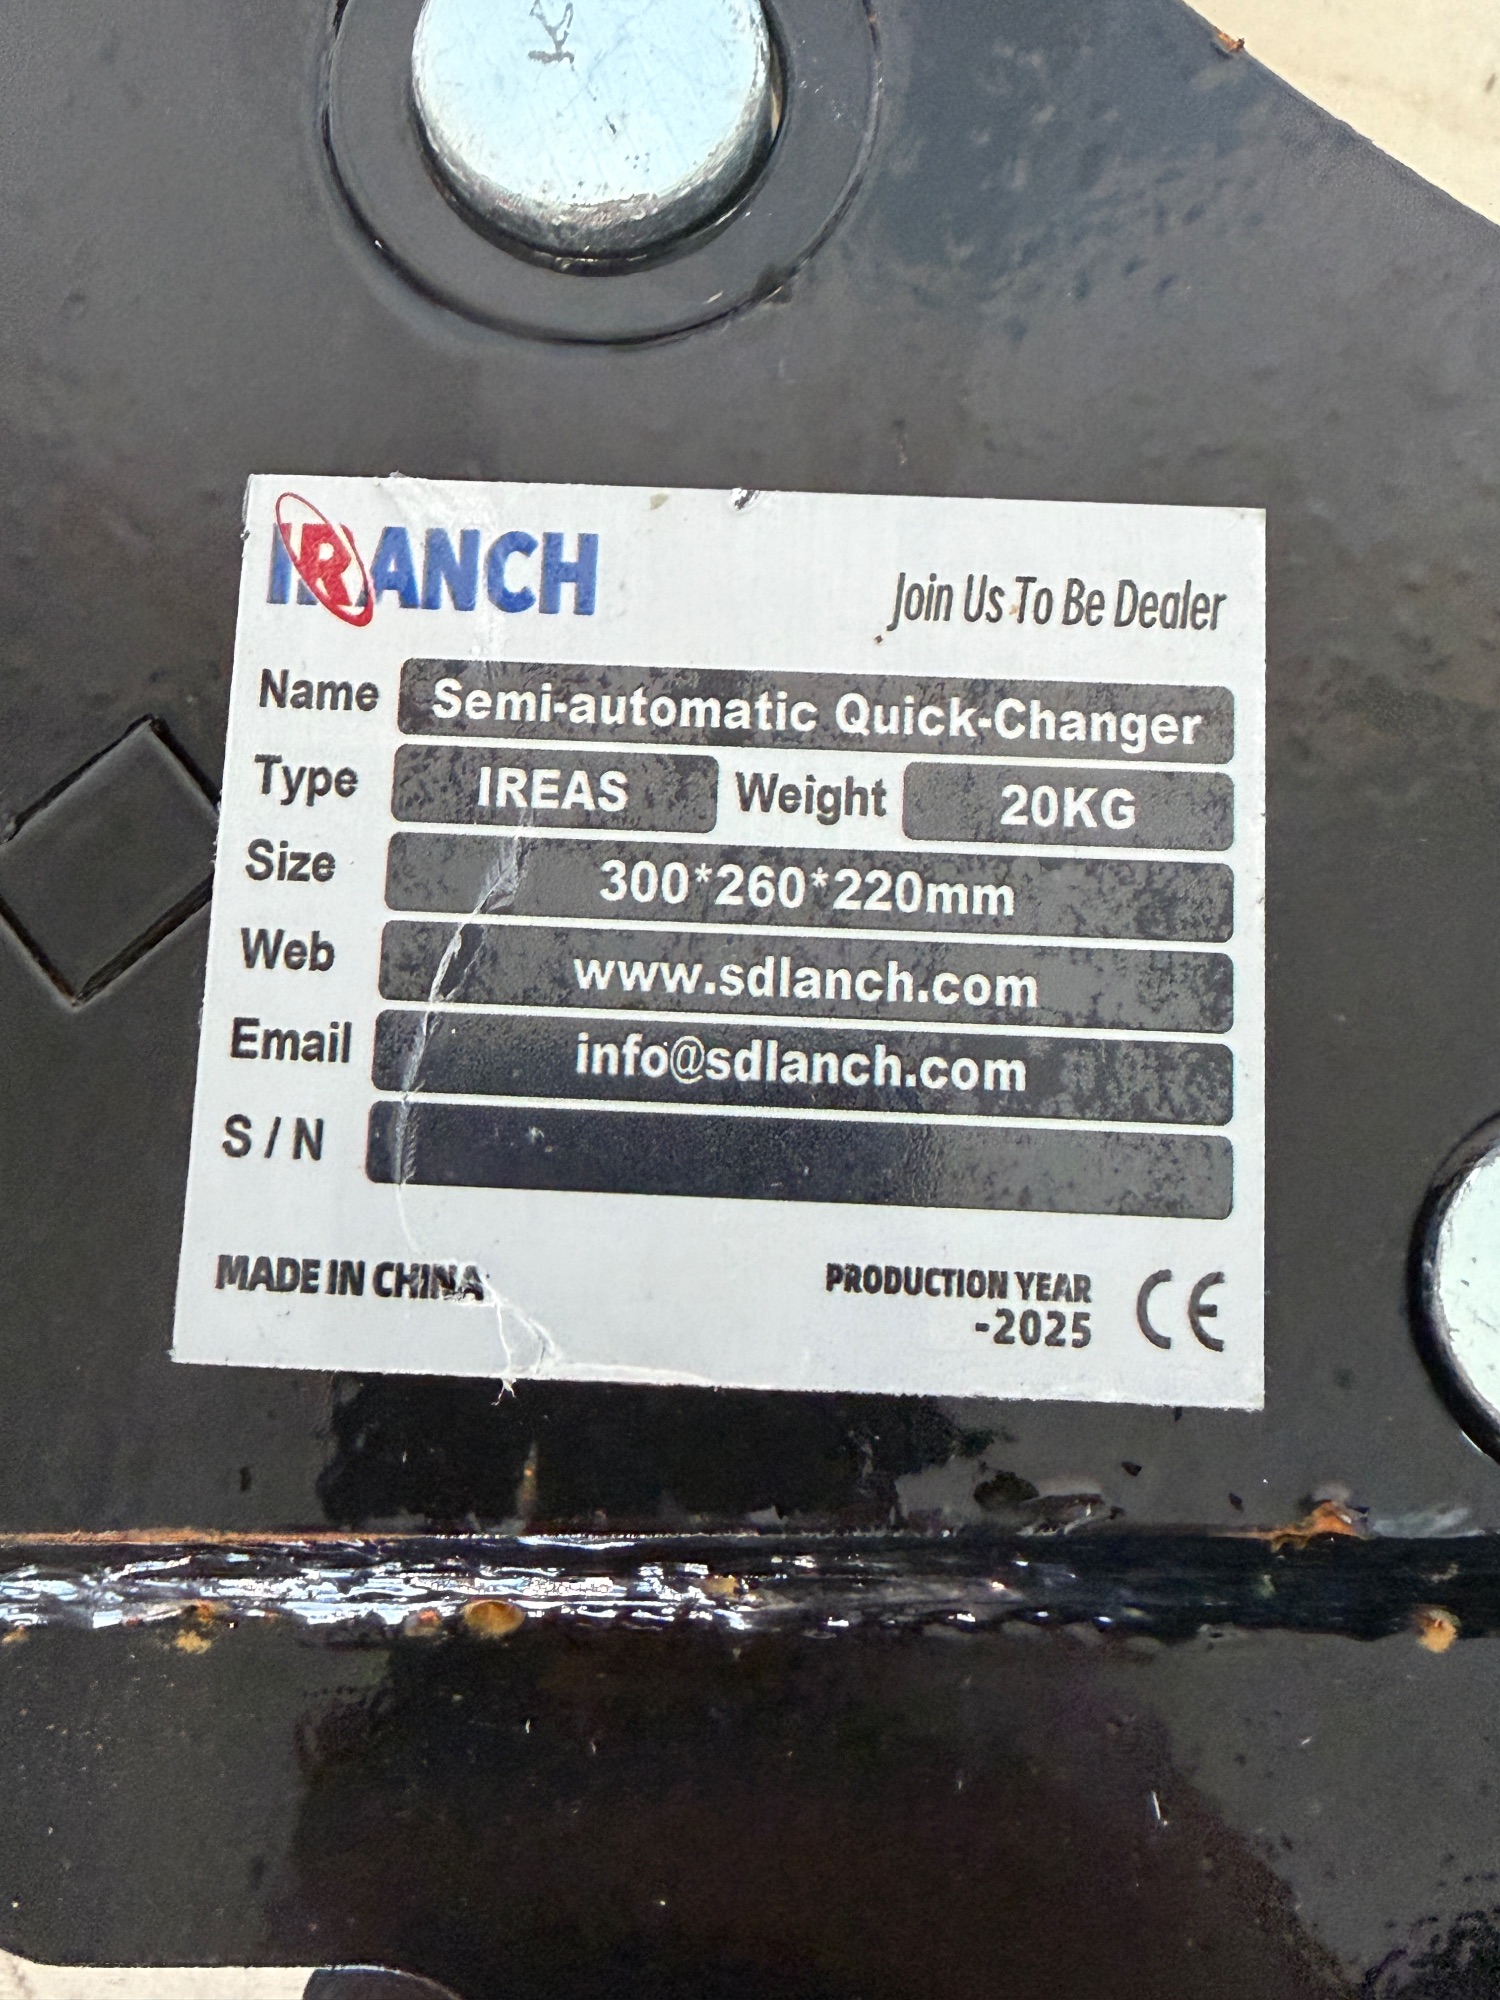 IRANCH
Join Us To Be Dealer
Name Semi-automatic Quick-Changer
Type IREAS Weight 20KG
Size 300*260*220mm
Web www.sdlanch.com
Email info@sdlanch.com
S / N
MADE IN CHINA
PRODUCTION YEAR
-2025
CE